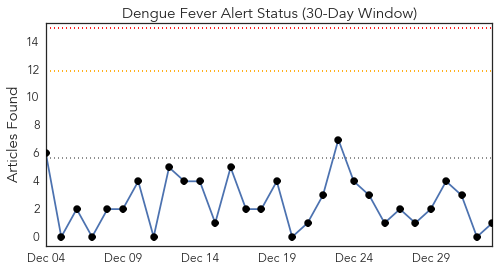 Dengue Fever Alert Status (30-Day Window)
Articles Found
14
12
10
8
6
4
2
0
Dec 04 Dec 09 Dec 14 Dec 19 Dec 24 Dec 29